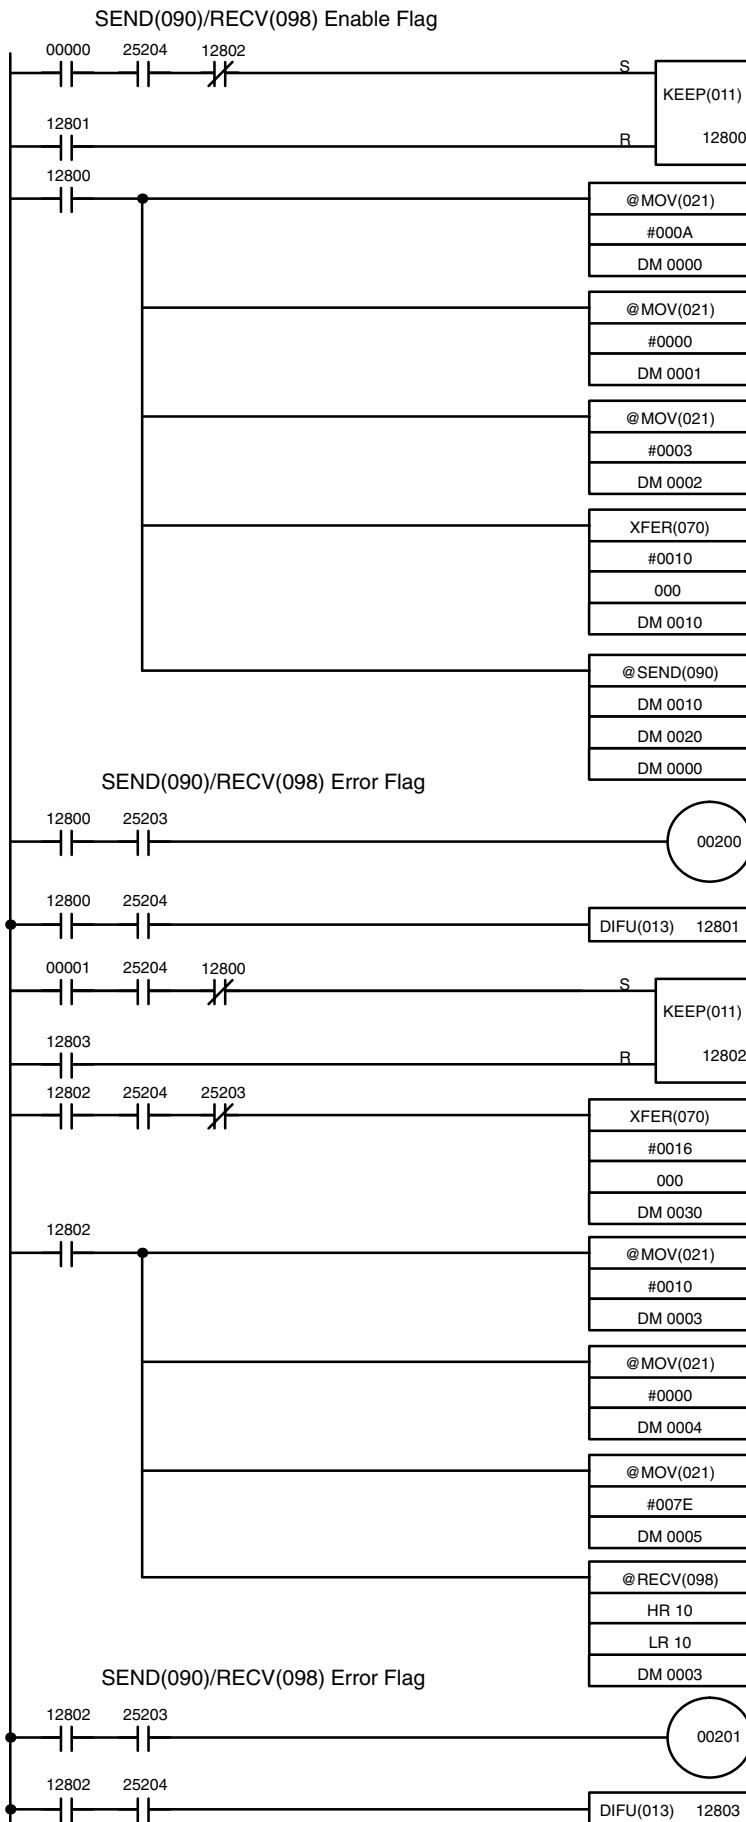 SEND(090)/RECV(098) Enable Flag
00000 25204 12802
S
KEEP(011)
12800
12801
R
12800
@MOV(021)
#000A
DM 0000
@MOV(021)
#0000
DM 0001
@MOV(021)
#0003
DM 0002
XFER(070)
#0010
000
DM 0010
@SEND(090)
DM 0010
DM 0020
DM 0000
SEND(090)/RECV(098) Error Flag
12800 25203
00200
12800 25204
DIFU(013) 12801
00001 25204 12800
S
KEEP(011)
12802
12803
R
12802 25204 25203
XFER(070)
#0016
000
DM 0030
12802
@MOV(021)
#0010
DM 0003
@MOV(021)
#0000
DM 0004
@MOV(021)
#007E
DM 0005
@RECV(098)
HR 10
LR 10
DM 0003
SEND(090)/RECV(098) Error Flag
12802 25203
00201
12802 25204
DIFU(013) 12803